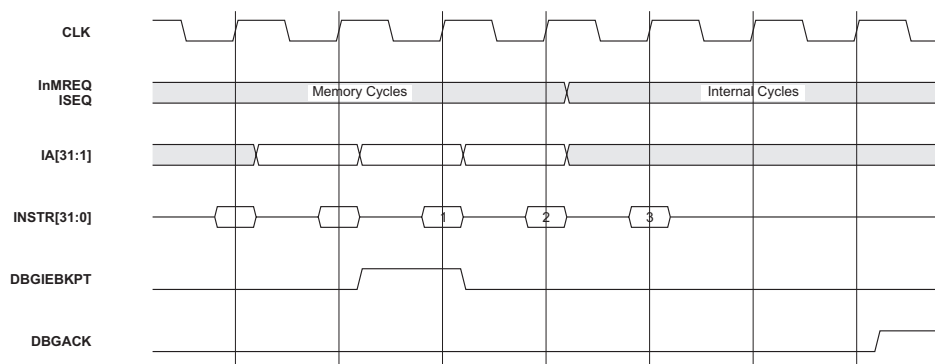 CLK
InMREQ
ISEQ
Memory Cycles
Internal Cycles
IA[31:1]
INSTR[31:0]
1
2
3
DBGIEBKPT
DBGACK